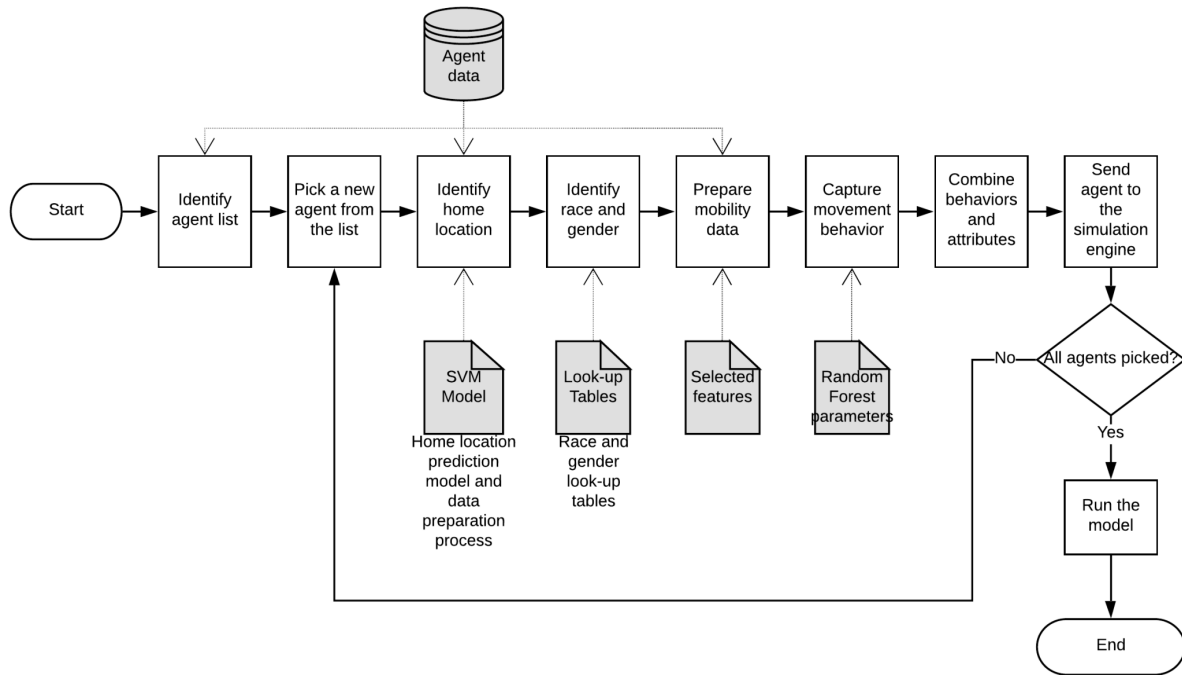 Agent
data
Start
Identify
agent list
Pick a new
agent from
the list
Identify
home
location
Identify
race and
gender
Prepare
mobility
data
Capture
movement
behavior
Combine
behaviors
and
attributes
Send
agent to
the
simulation
engine
SVM
Model
Home location
prediction
model and
data
preparation
process
Look-up
Tables
Race and
gender
look-up
tables
Selected
features
Random
Forest
parameters
No
All agents picked?
Yes
Run the
model
End